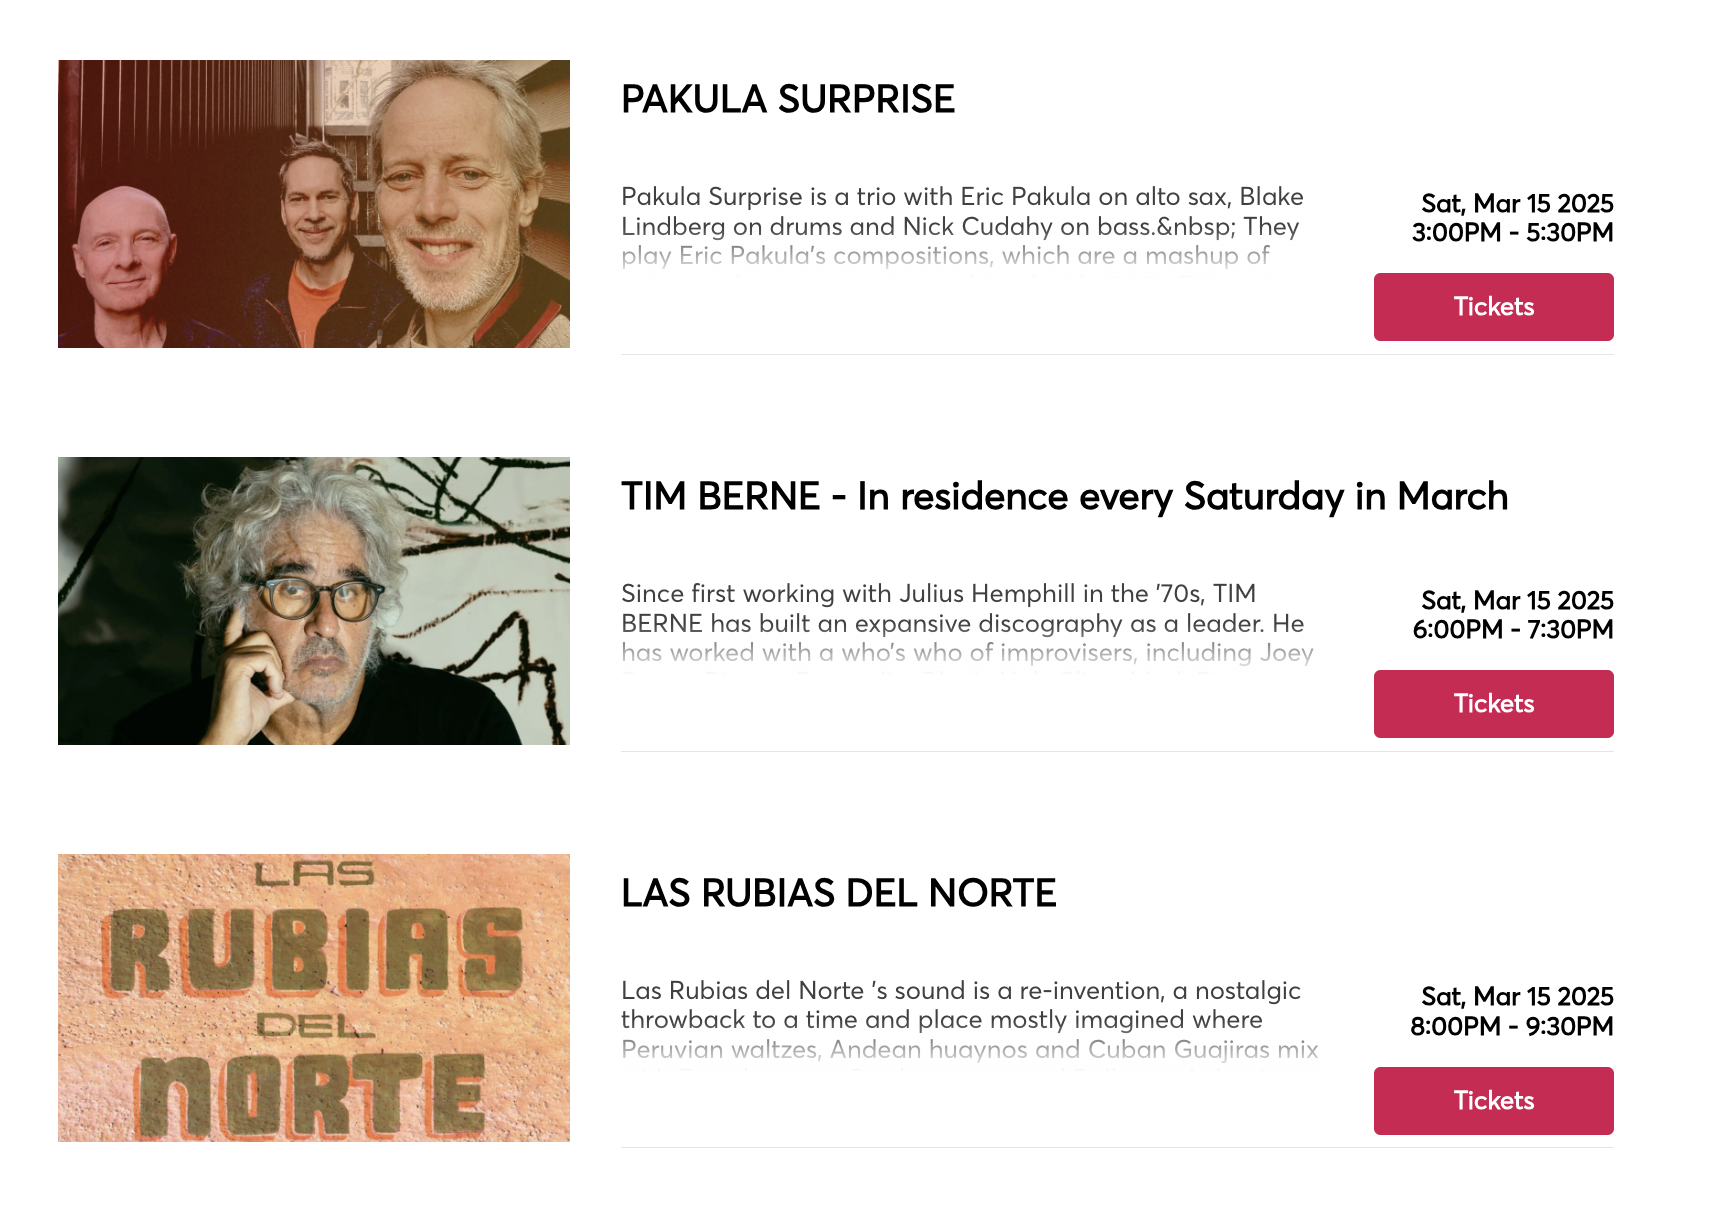 PAKULA SURPRISE
Pakula Surprise is a trio with Eric Pakula on alto sax, Blake
Lindberg on drums and Nick Cudahy on bass.&nbsp; They
play Eric Pakula's compositions, which are a mashup of
Sat, Mar 15 2025
3:00PM - 5:30PM
Tickets
TIM BERNE - In residence every Saturday in March
Since first working with Julius Hemphill in the '70s, TIM
BERNE has built an expansive discography as a leader. He
has worked with a who's who of improvisers, including Joey
Sat, Mar 15 2025
6:00PM - 7:30PM
Tickets
LAS
RUBIAS
DEL
NORTE
LAS RUBIAS DEL NORTE
Las Rubias del Norte 's sound is a re-invention, a nostalgic
throwback to a time and place mostly imagined where
Peruvian waltzes, Andean huaynos and Cuban Guajiras mix
Sat, Mar 15 2025
8:00PM - 9:30PM
Tickets